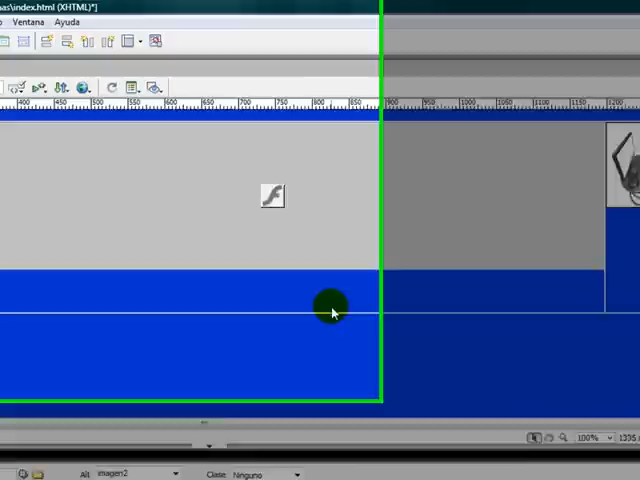 as\index.html (XHTML)*]
Ventana Ayuda
400 450 500 550 600 650 700 750 800 850 900 950 1000 1050 1100 1150 1200
100% 1335
Alt imagen2 Clase Ninguno